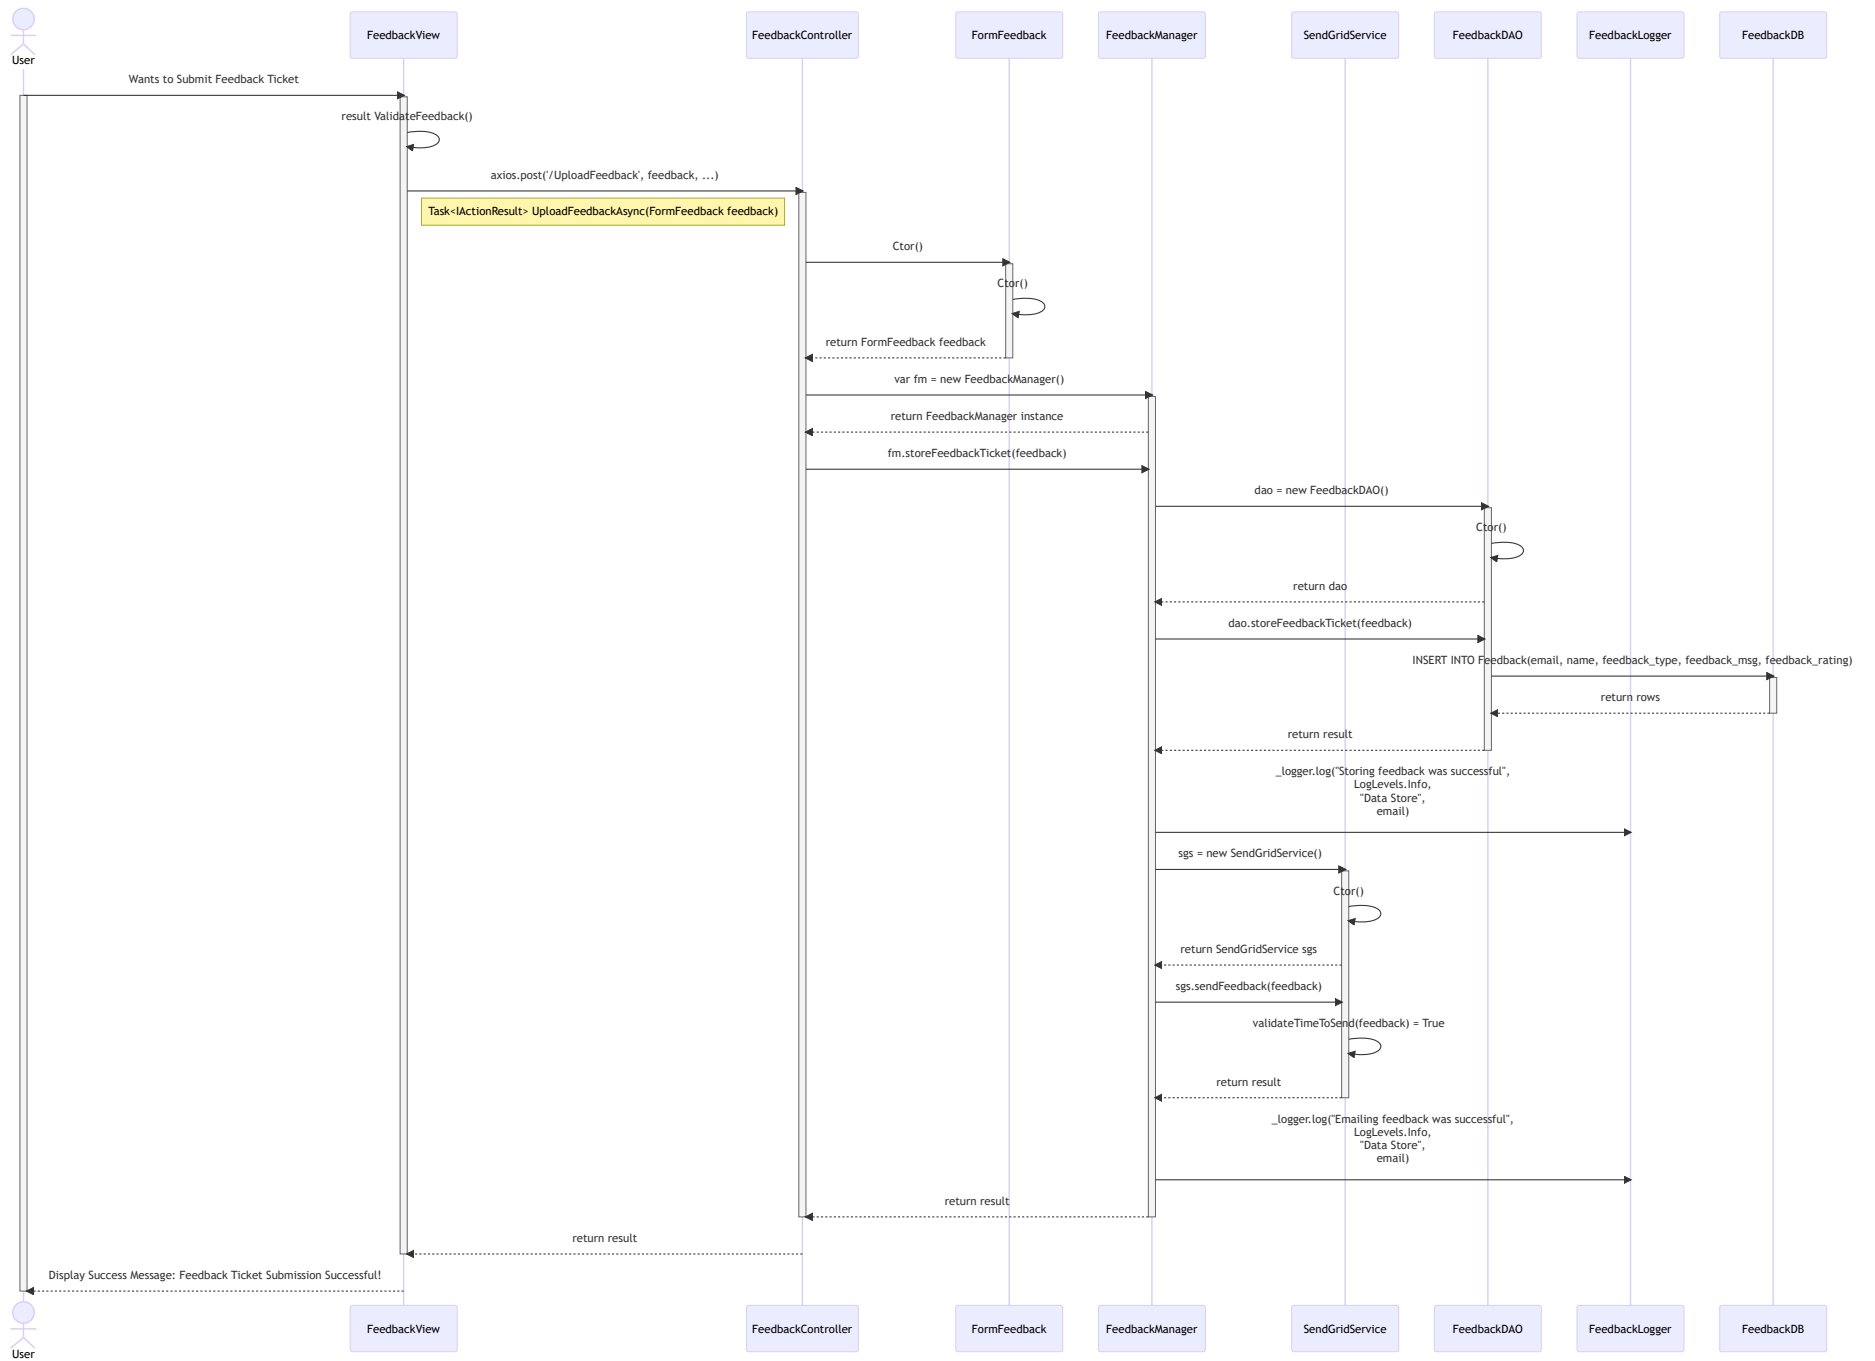 FeedbackView
FeedbackController
FormFeedback
FeedbackManager
SendGridService
FeedbackDAO
FeedbackLogger
FeedbackDB
User
Wants to Submit Feedback Ticket
result ValidateFeedback()
axios.post('/UploadFeedback', feedback, ...)
Task<IActionResult> UploadFeedbackAsync(FormFeedback feedback)
Ctor()
Ctor()
return FormFeedback feedback
var fm = new FeedbackManager()
return FeedbackManager instance
fm.storeFeedbackTicket(feedback)
dao = new FeedbackDAO()
Ctor()
return dao
dao.storeFeedbackTicket(feedback)
INSERT INTO Feedback(email, name, feedback_type, feedback_msg, feedback_rating)
return rows
return result
_logger.log("Storing feedback was successful",
LogLevels.Info,
"Data Store",
email)
sgs = new SendGridService()
Ctor()
return SendGridService sgs
sgs.sendFeedback(feedback)
validateTimeToSend(feedback) = True
return result
_logger.log("Emailing feedback was successful",
LogLevels.Info,
"Data Store",
email)
return result
return result
Display Success Message: Feedback Ticket Submission Successful!
FeedbackView
FeedbackController
FormFeedback
FeedbackManager
SendGridService
FeedbackDAO
FeedbackLogger
FeedbackDB
User